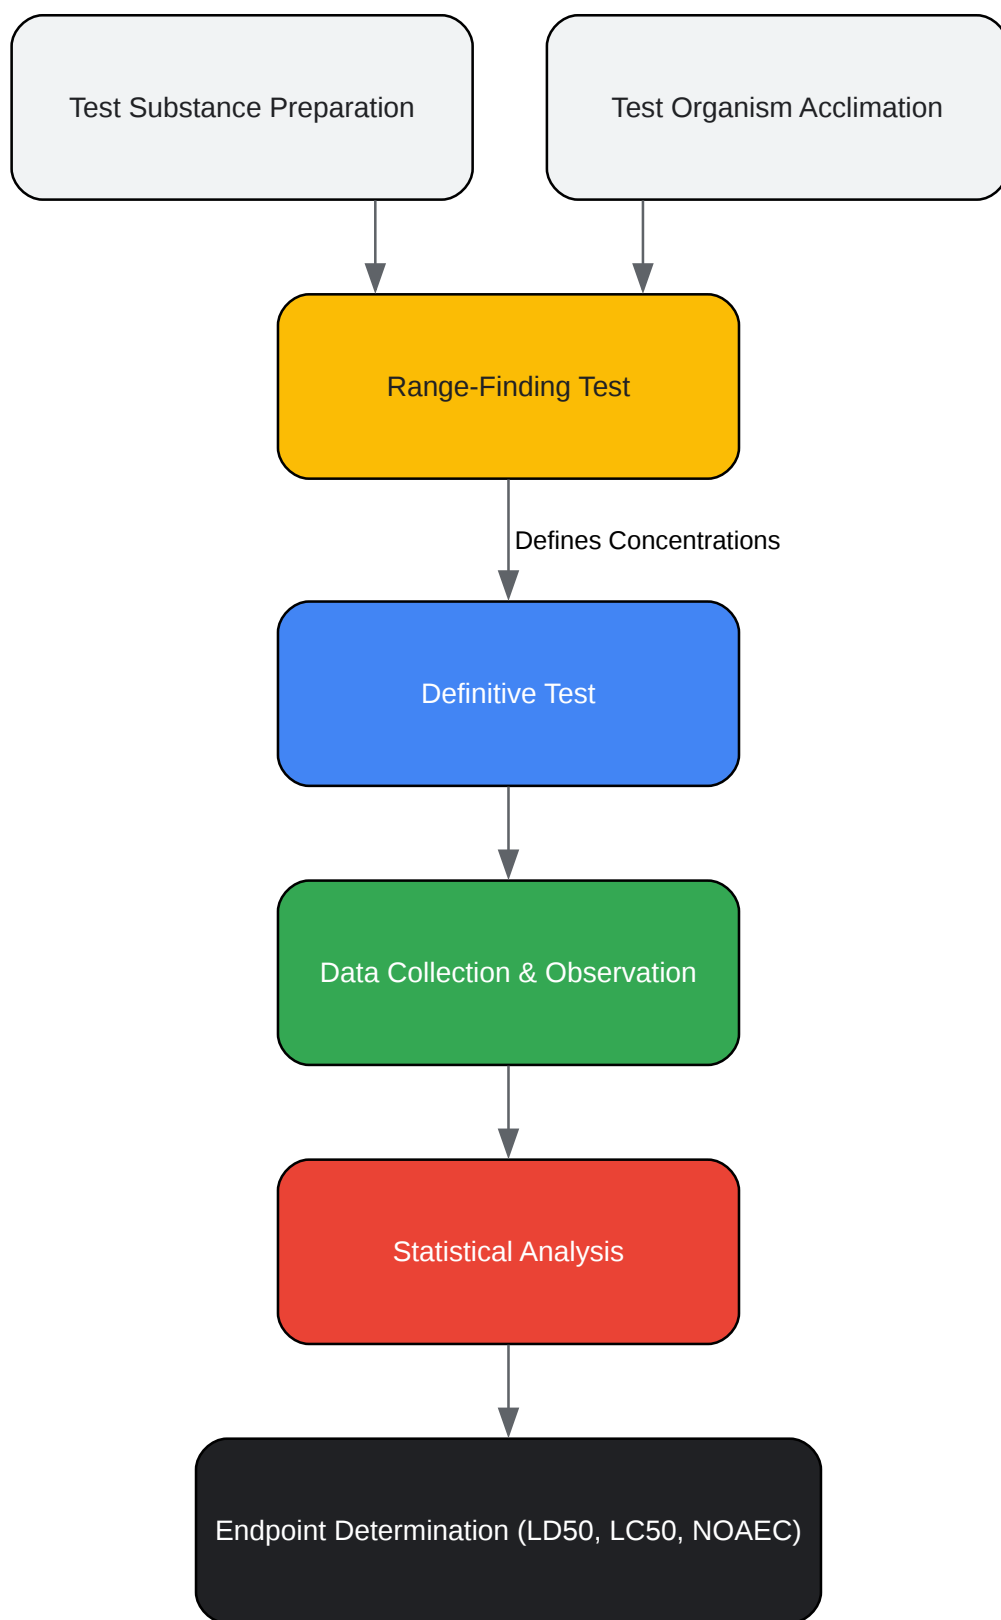 Test Substance Preparation
Test Organism Acclimation
Range-Finding Test
Defines Concentrations
Definitive Test
Data Collection & Observation
Statistical Analysis
Endpoint Determination (LD50, LC50, NOAEC)